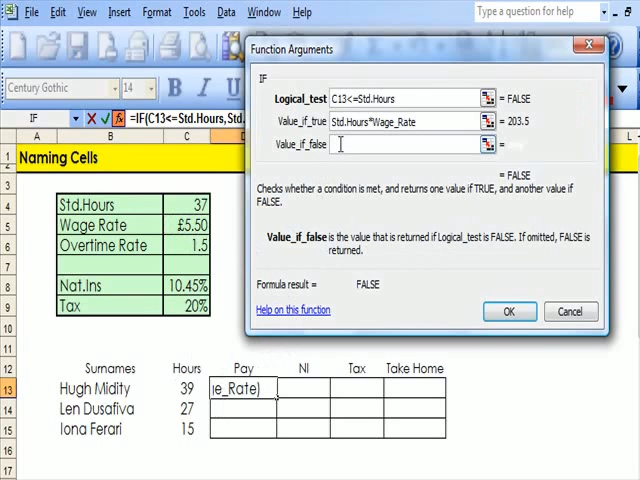 File Edit View Insert Format Tools Data Window Help Type a question for help
Century Gothic 14 B I
IF =IF(C13<=Std.Hours,Std.H
Function Arguments
IF
Logical_test C13<=Std.Hours = FALSE
Value_if_true Std.Hours*Wage_Rate = 203.5
Value_if_false =
= FALSE
Checks whether a condition is met, and returns one value if TRUE, and another value if
FALSE.
Value_if_false is the value that is returned if Logical_test is FALSE. If omitted, FALSE is
returned.
Formula result = FALSE
Help on this function OK Cancel
A B C D L
1 Naming Cells
2
3
4 Std.Hours 37
5 Wage Rate £5.50
6 Overtime Rate 1.5
7
8 Nat.Ins 10.45%
9 Tax 20%
10
11
12 Surnames Hours Pay NI Tax Take Home
13 Hugh Midity 39 ie_Rate)
14 Len Dusafiva 27
15 Iona Ferari 15
16
17